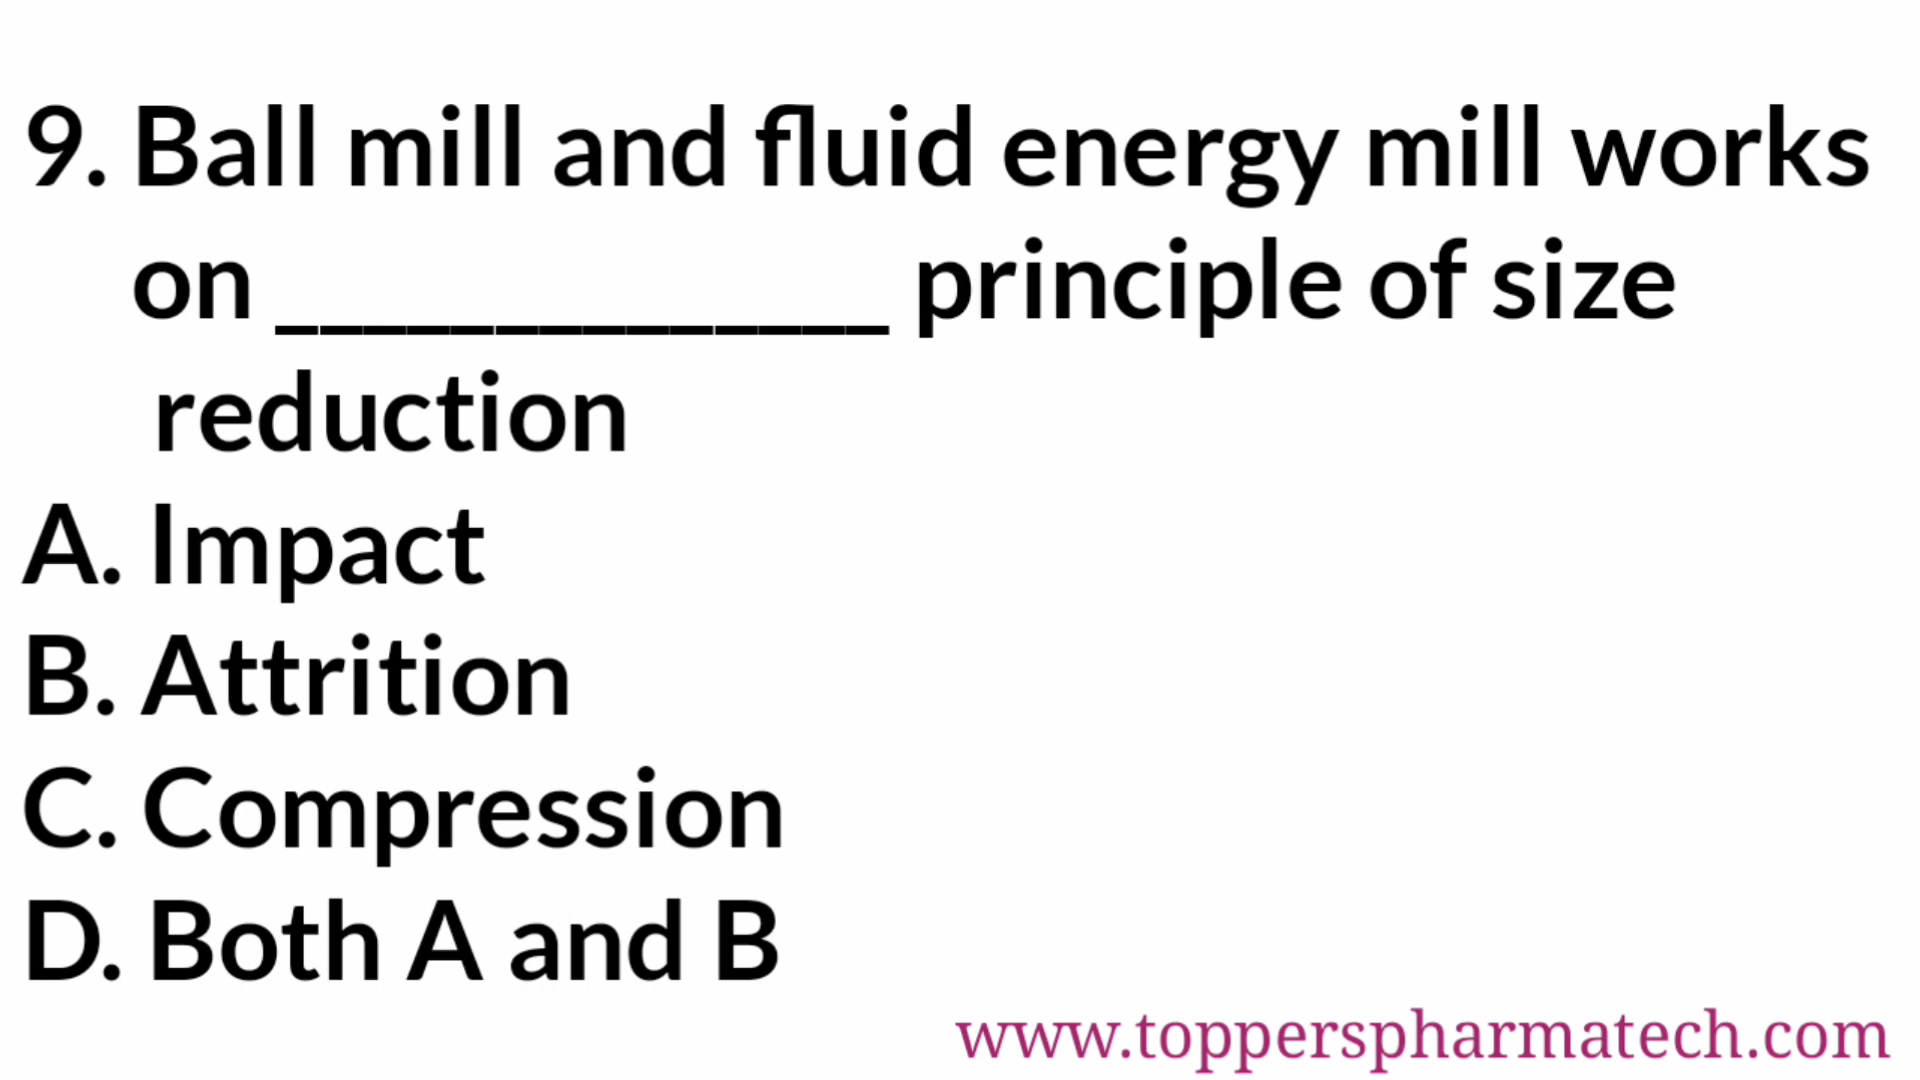 9. Ball mill and fluid energy mill works
on ______________ principle of size
reduction
A. Impact
B. Attrition
C. Compression
D. Both A and B
www.topperspharmatech.com